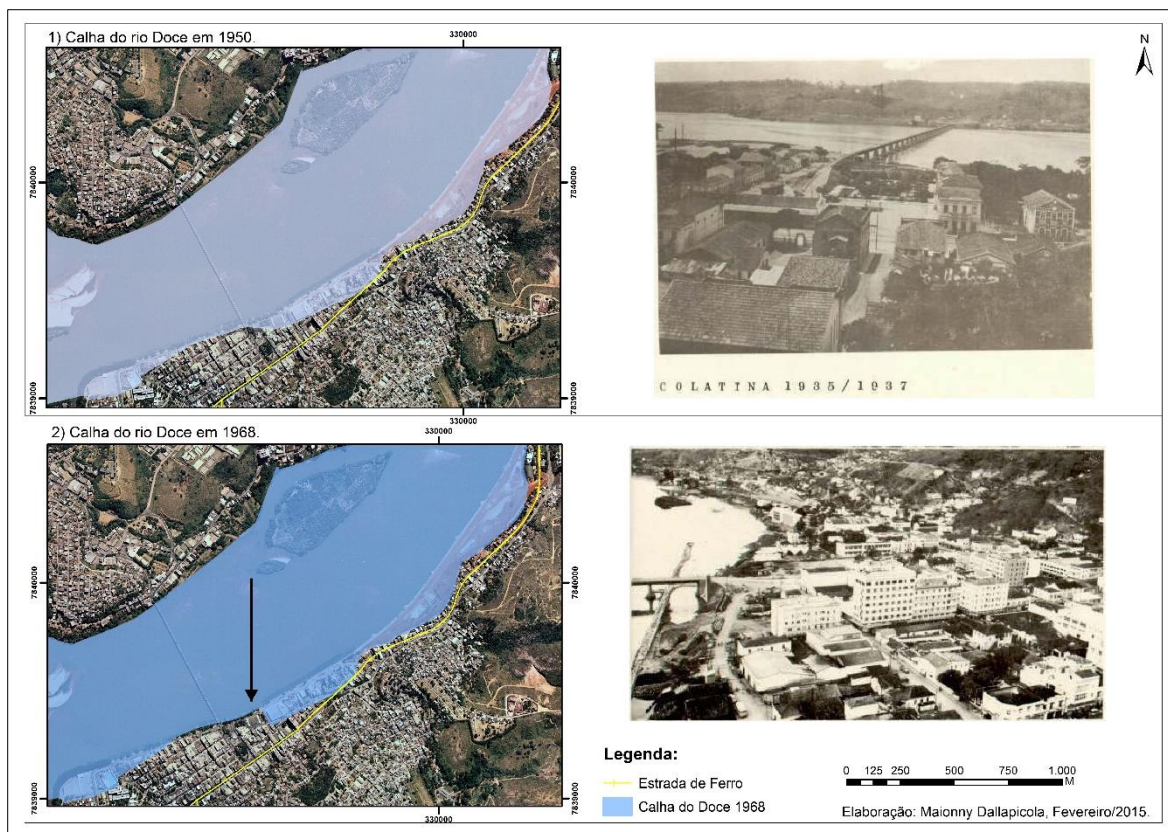 1) Calha do rio Doce em 1950.
330000
N
7840000
7840000
7839000
7839000
330000
COLATINA 1935/1937
2) Calha do rio Doce em 1968.
330000
7840000
7840000
7839000
7839000
330000
Legenda:
Estrada de Ferro
Calha do Doce 1968
0 125 250 500 750 1.000
M
Elaboração: Maionny Dallapicola, Fevereiro/2015.